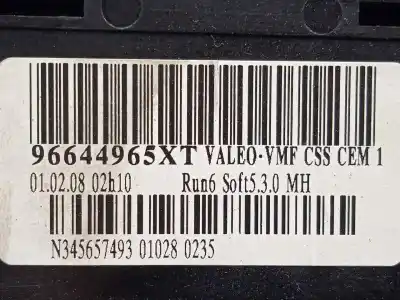 96644965XT VALEO-VMF CSS CEM 1
01.02.08 02h10 Run6 Soft5.3.0 MH
N345657493 01028 0235